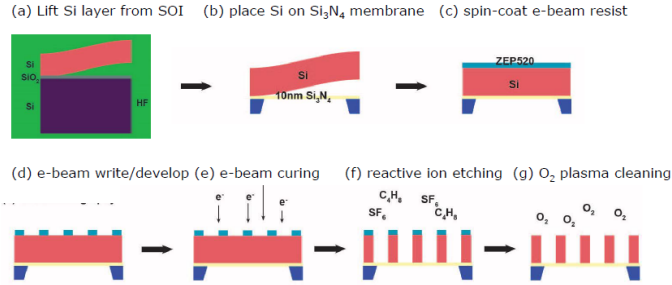 (a) Lift Si layer from SOI (b) place Si on Si₃N₄ membrane (c) spin-coat e-beam resist
Si
SiO₂
Si
HF
Si
10nm Si₃N₄
ZEP520
Si
(d) e-beam write/develop (e) e-beam curing (f) reactive ion etching (g) O₂ plasma cleaning
e⁻ e⁻ e⁻
C₄H₈ SF₆
SF₆ C₄H₈
O₂ O₂ O₂ O₂